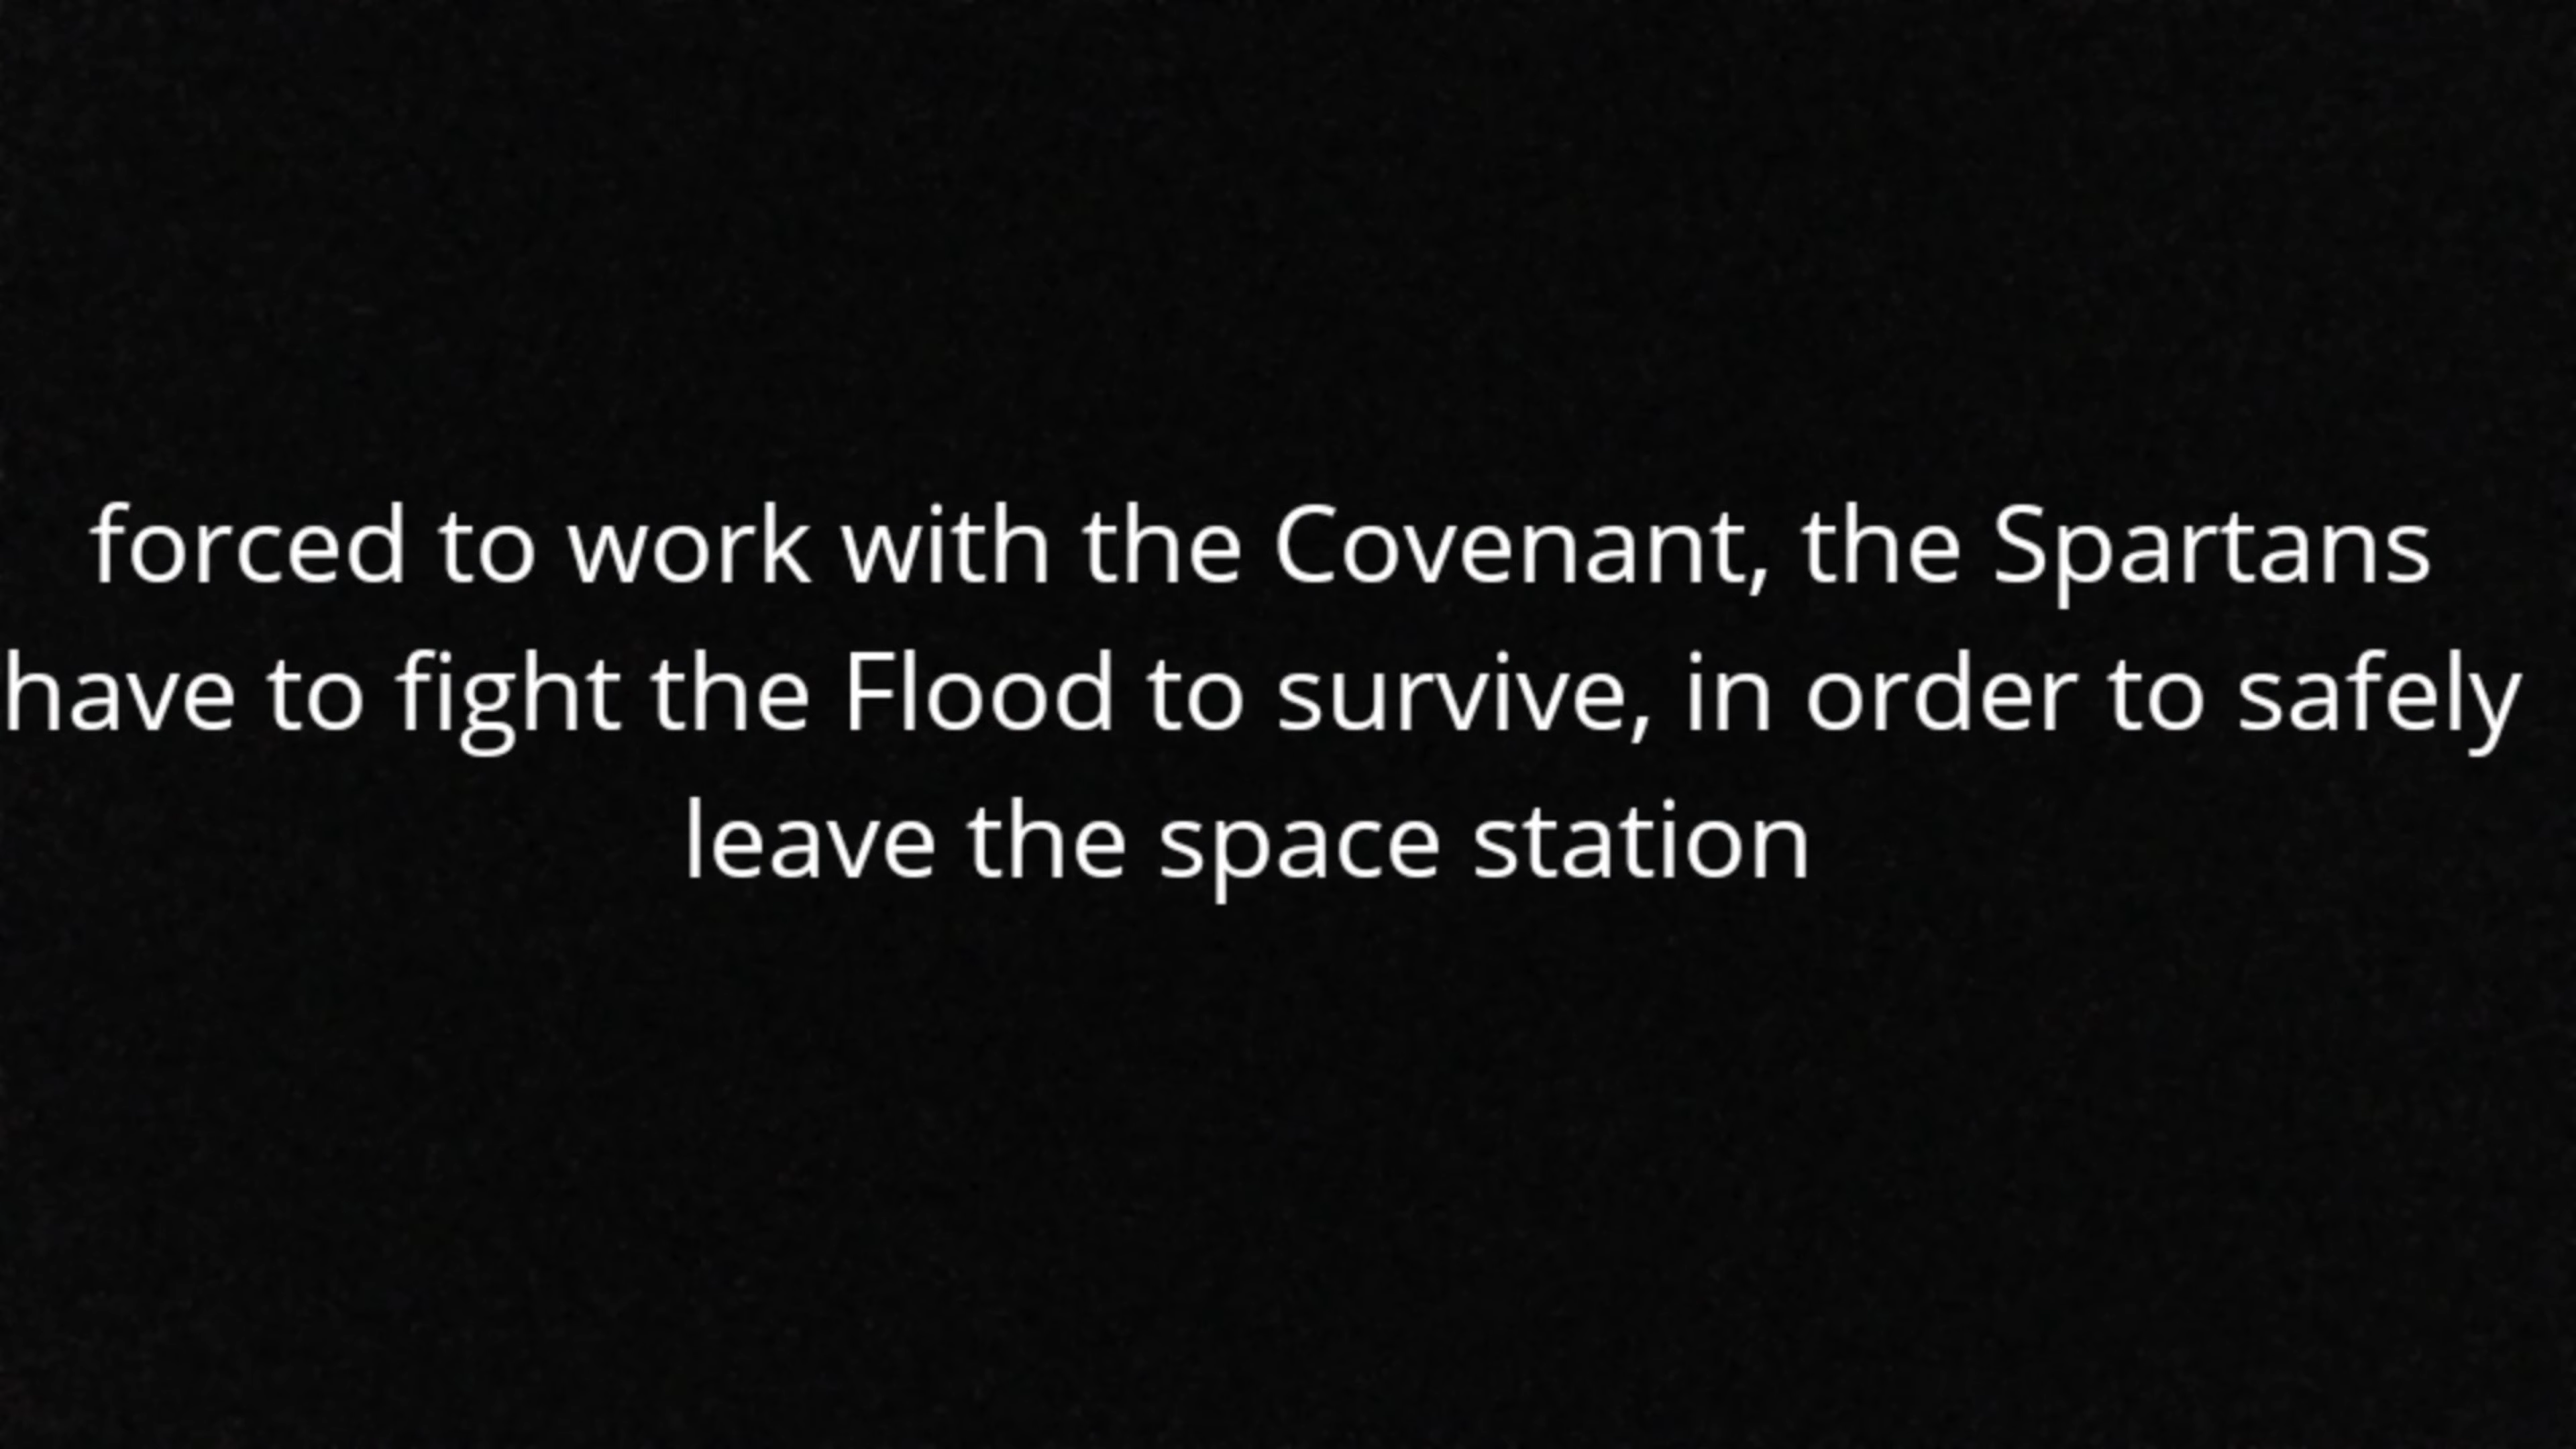 forced to work with the Covenant, the Spartans
have to fight the Flood to survive, in order to safely
leave the space station